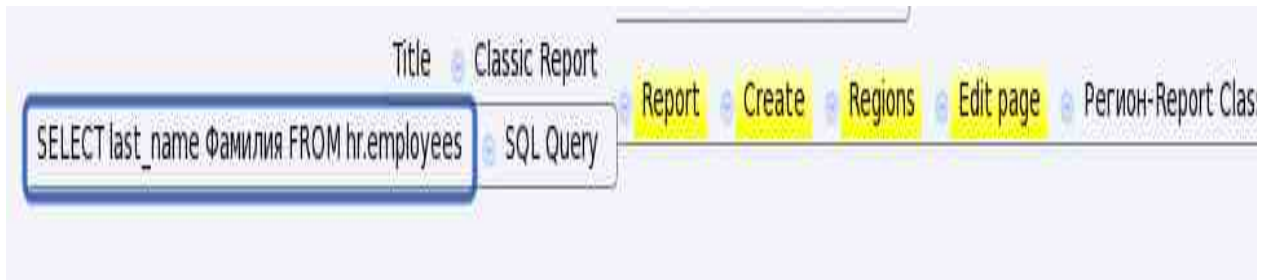 Title Classic Report
Report Create Regions Edit page Регион-Report Clas
SELECT last_name Фамилия FROM hr.employees SQL Query